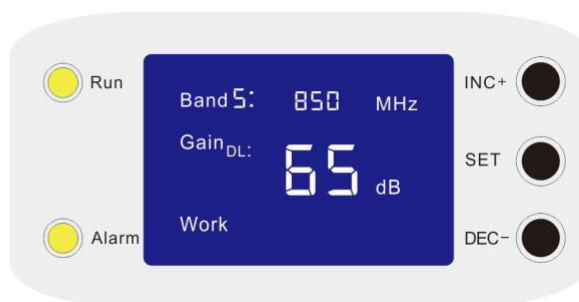 Run
Band 5: 850 MHz
Gain DL: 65 dB
Work
Alarm
INC+
SET
DEC-